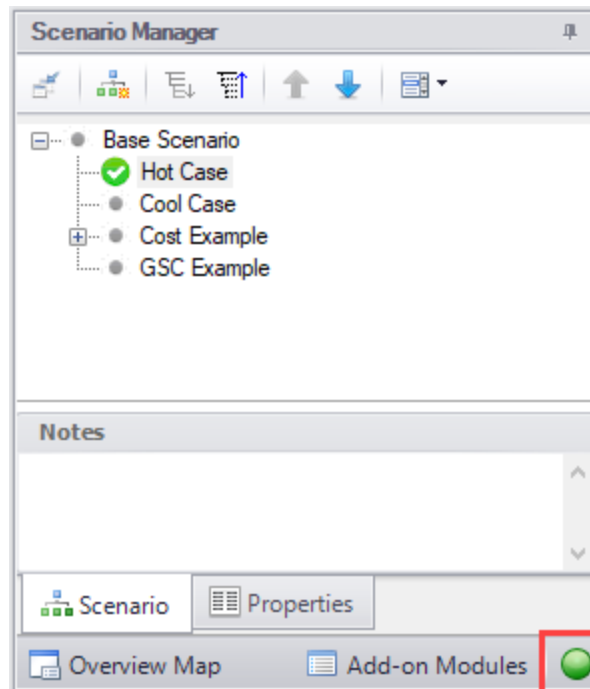 Scenario Manager
Base Scenario
Hot Case
Cool Case
Cost Example
GSC Example
Notes
Scenario Properties
Overview Map Add-on Modules